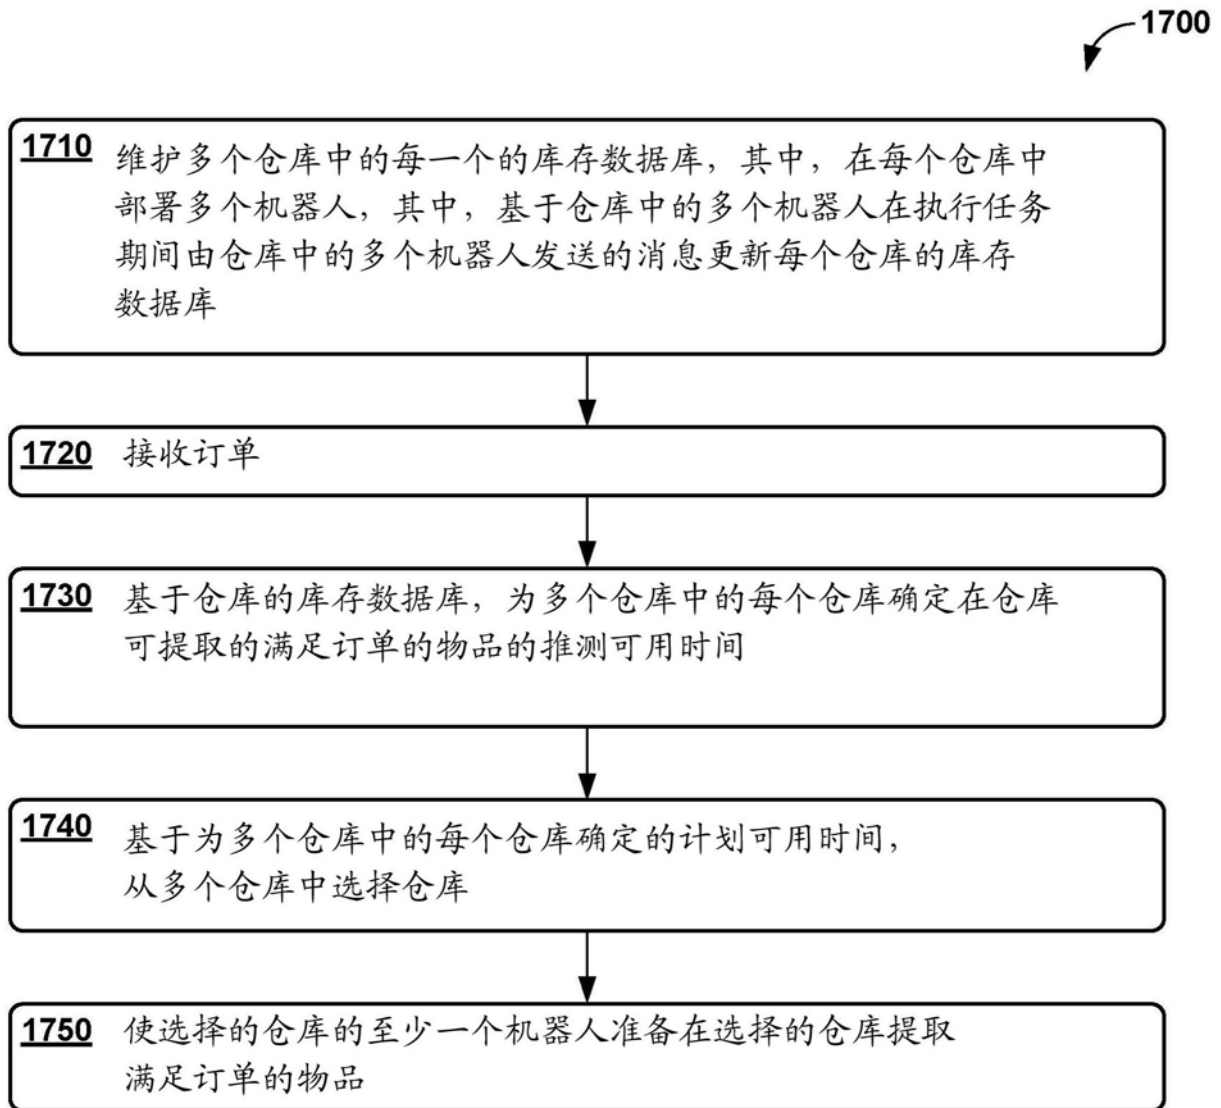 1700
1710 维护多个仓库中的每一个的库存数据库，其中，在每个仓库中
部署多个机器人，其中，基于仓库中的多个机器人在执行任务
期间由仓库中的多个机器人发送的消息更新每个仓库的库存
数据库
1720 接收订单
1730 基于仓库的库存数据库，为多个仓库中的每个仓库确定在仓库
可提取的满足订单的物品的推测可用时间
1740 基于为多个仓库中的每个仓库确定的计划可用时间，
从多个仓库中选择仓库
1750 使选择的仓库的至少一个机器人准备在选择的仓库提取
满足订单的物品